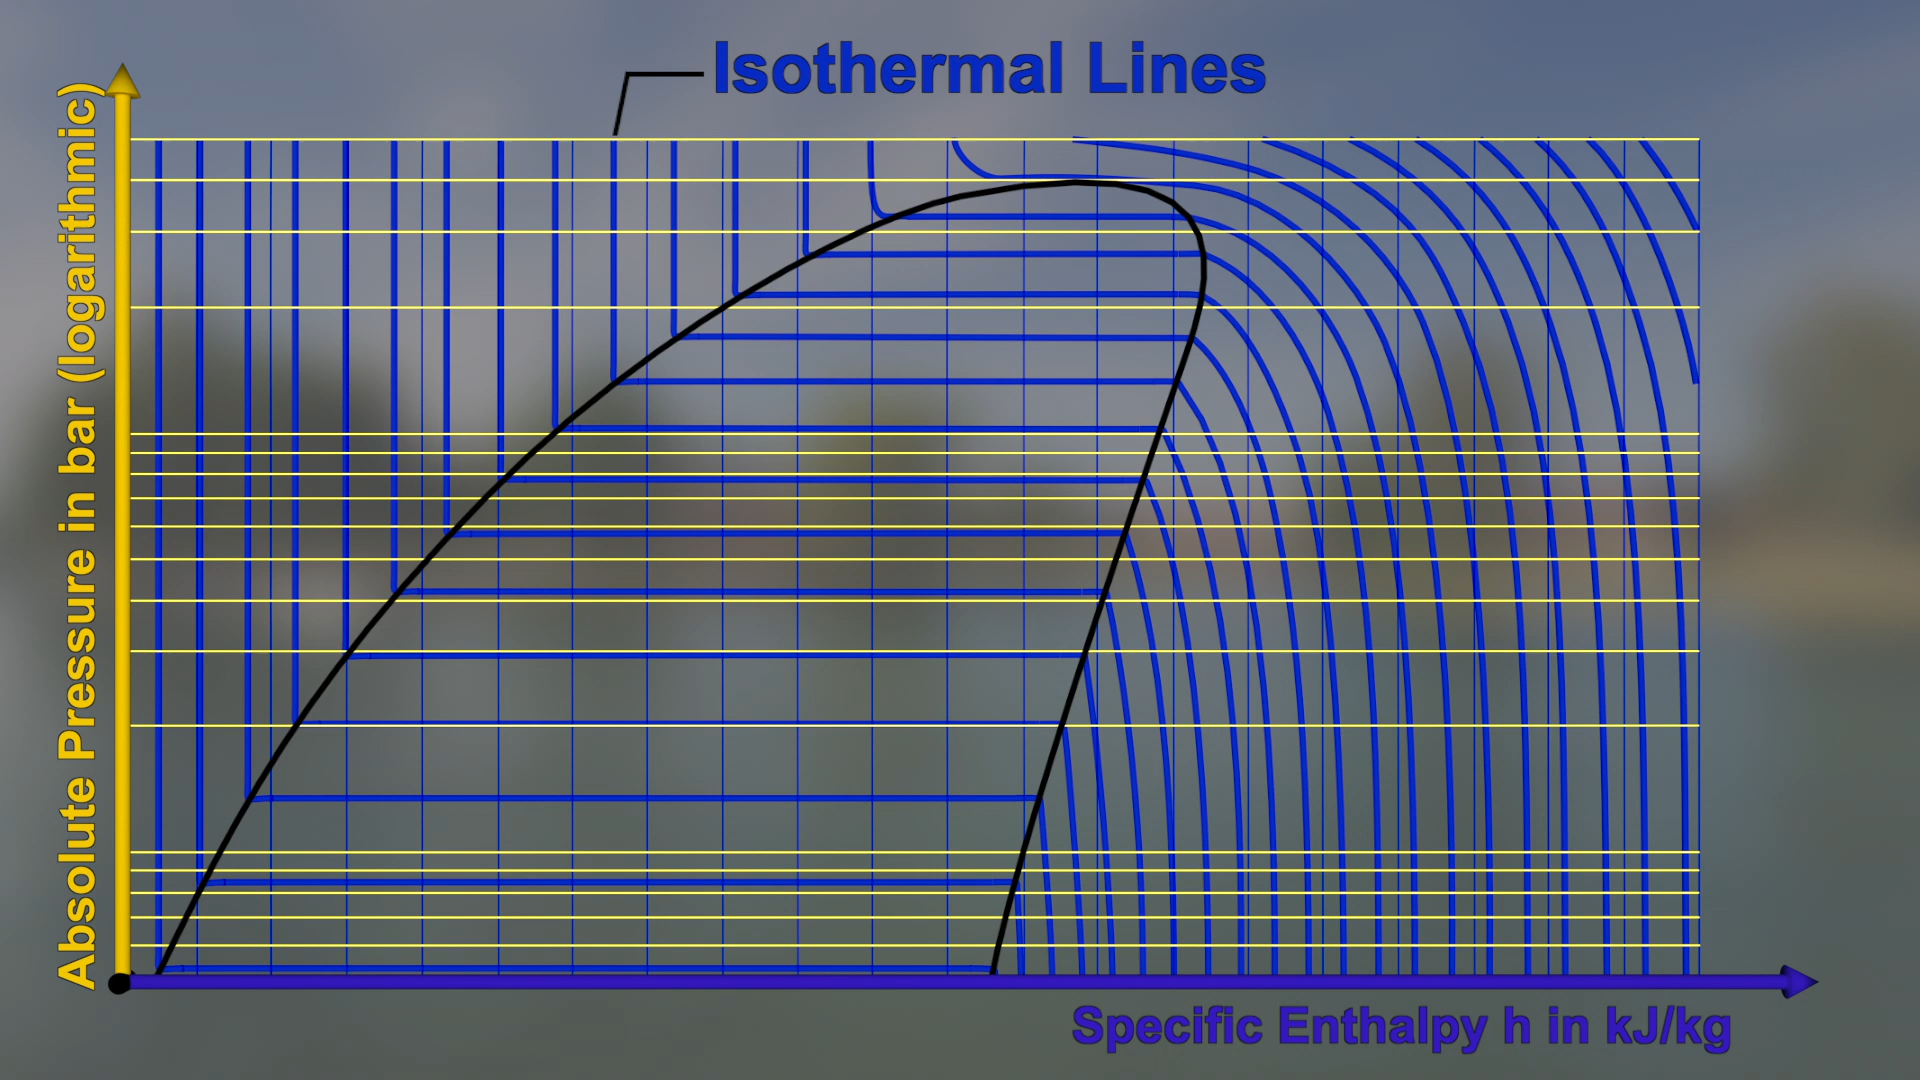 Isothermal Lines
Absolute Pressure in bar (logarithmic)
Specific Enthalpy h in kJ/kg